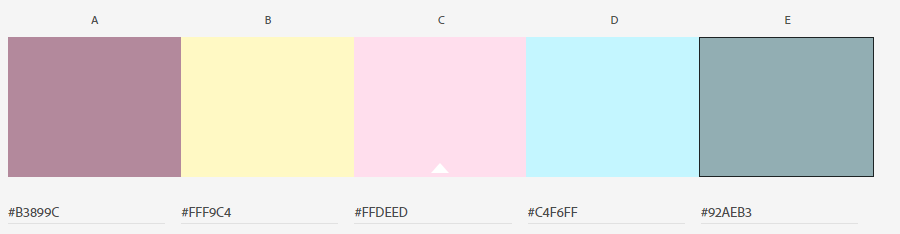 A B C D E
#B3899C #FFF9C4 #FFDEED #C4F6FF #92AEB3